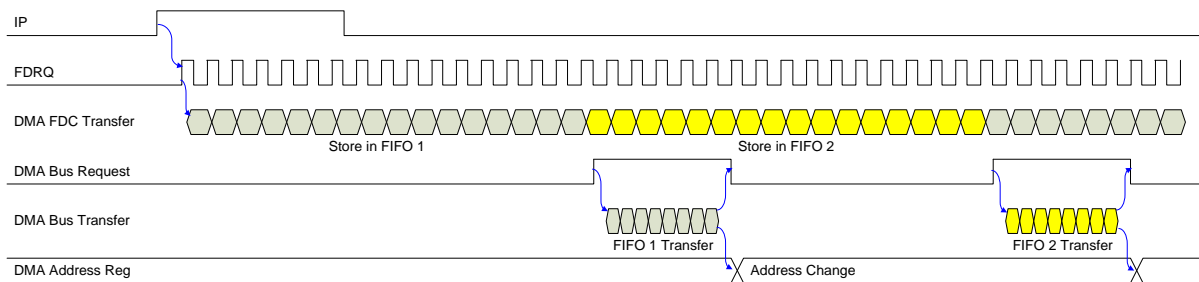 IP
FDRQ
DMA FDC Transfer
Store in FIFO 1 Store in FIFO 2
DMA Bus Request
DMA Bus Transfer
FIFO 1 Transfer FIFO 2 Transfer
DMA Address Reg Address Change